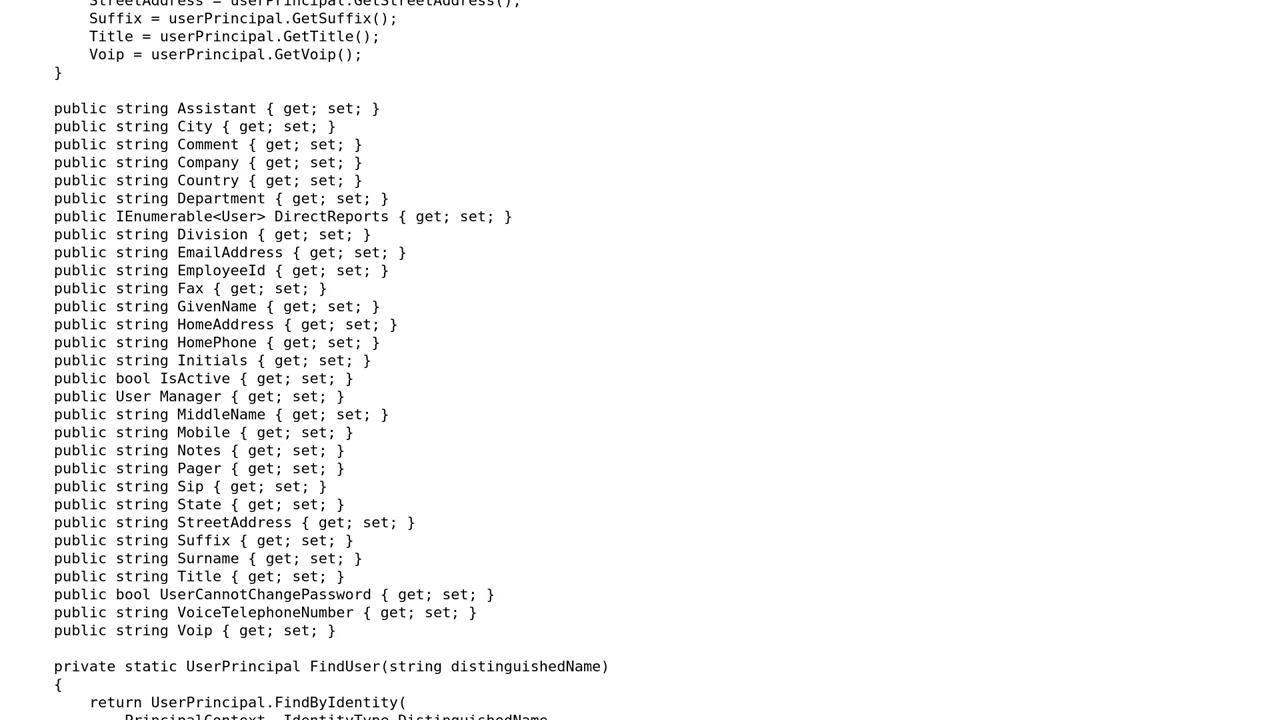 StreetAddress = userPrincipal.GetStreetAddress();
Suffix = userPrincipal.GetSuffix();
Title = userPrincipal.GetTitle();
Voip = userPrincipal.GetVoip();
}
public string Assistant { get; set; }
public string City { get; set; }
public string Comment { get; set; }
public string Company { get; set; }
public string Country { get; set; }
public string Department { get; set; }
public IEnumerable<User> DirectReports { get; set; }
public string Division { get; set; }
public string EmailAddress { get; set; }
public string EmployeeId { get; set; }
public string Fax { get; set; }
public string GivenName { get; set; }
public string HomeAddress { get; set; }
public string HomePhone { get; set; }
public string Initials { get; set; }
public bool IsActive { get; set; }
public User Manager { get; set; }
public string MiddleName { get; set; }
public string Mobile { get; set; }
public string Notes { get; set; }
public string Pager { get; set; }
public string Sip { get; set; }
public string State { get; set; }
public string StreetAddress { get; set; }
public string Suffix { get; set; }
public string Surname { get; set; }
public string Title { get; set; }
public bool UserCannotChangePassword { get; set; }
public string VoiceTelephoneNumber { get; set; }
public string Voip { get; set; }
private static UserPrincipal FindUser(string distinguishedName)
{
return UserPrincipal.FindByIdentity(
PrincipalContext, IdentityType.DistinguishedName,